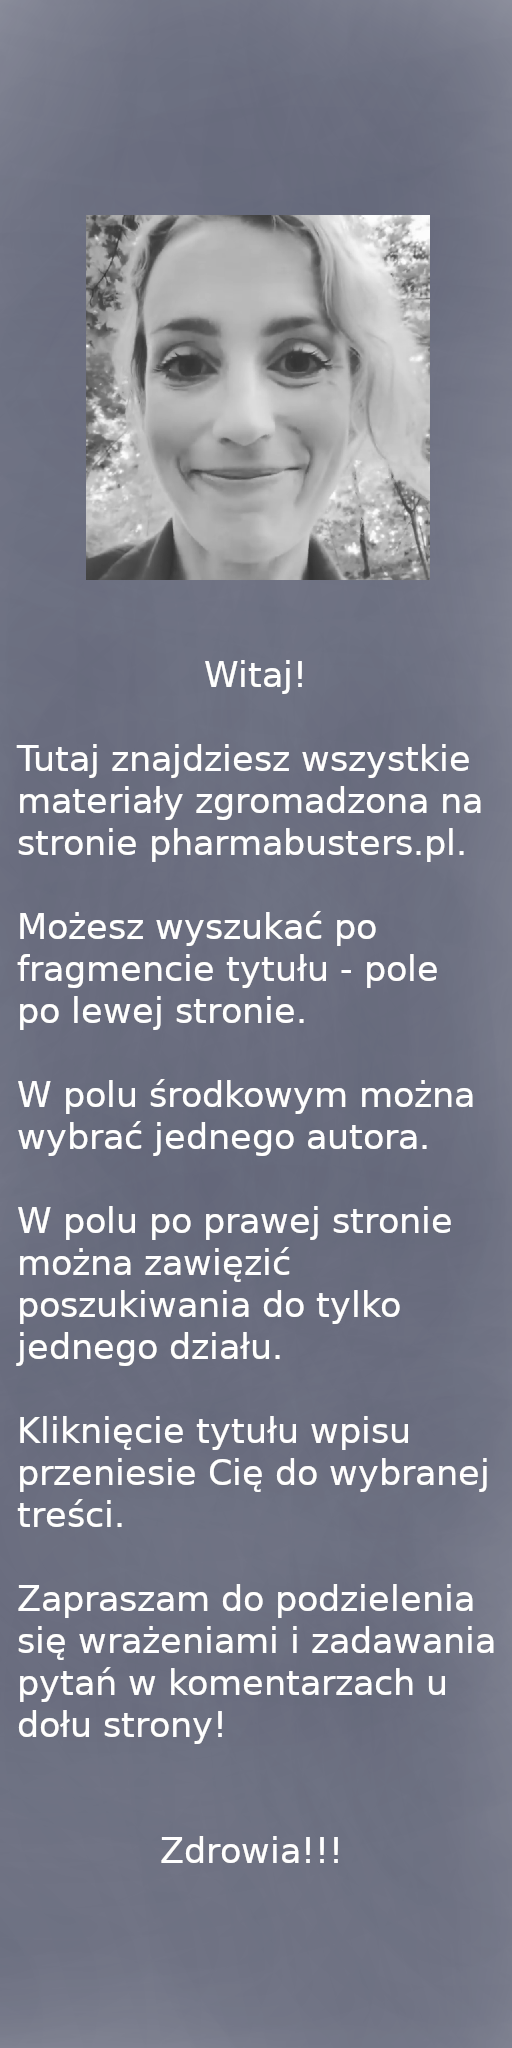 Witaj!
Tutaj znajdziesz wszystkie
materiały zgromadzona na
stronie pharmabusters.pl.
Możesz wyszukać po
fragmencie tytułu - pole
po lewej stronie.
W polu środkowym można
wybrać jednego autora.
W polu po prawej stronie
można zawięzić
poszukiwania do tylko
jednego działu.
Kliknięcie tytułu wpisu
przeniesie Cię do wybranej
treści.
Zapraszam do podzielenia
się wrażeniami i zadawania
pytań w komentarzach u
dołu strony!
Zdrowia!!!